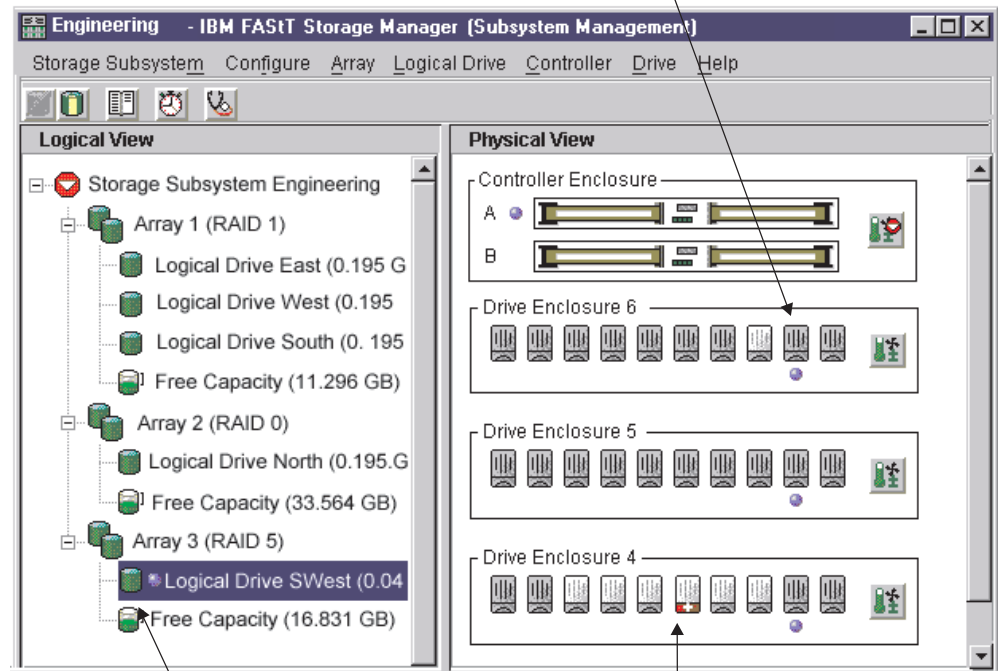 Engineering - IBM FAStT Storage Manager (Subsystem Management)
Storage Subsystem Configure Array Logical Drive Controller Drive Help
Logical View
Storage Subsystem Engineering
Array 1 (RAID 1)
Logical Drive East (0.195 G
Logical Drive West (0.195
Logical Drive South (0. 195
Free Capacity (11.296 GB)
Array 2 (RAID 0)
Logical Drive North (0.195.G
Free Capacity (33.564 GB)
Array 3 (RAID 5)
Logical Drive SWest (0.04
Free Capacity (16.831 GB)
Physical View
Controller Enclosure
A
B
Drive Enclosure 6
Drive Enclosure 5
Drive Enclosure 4